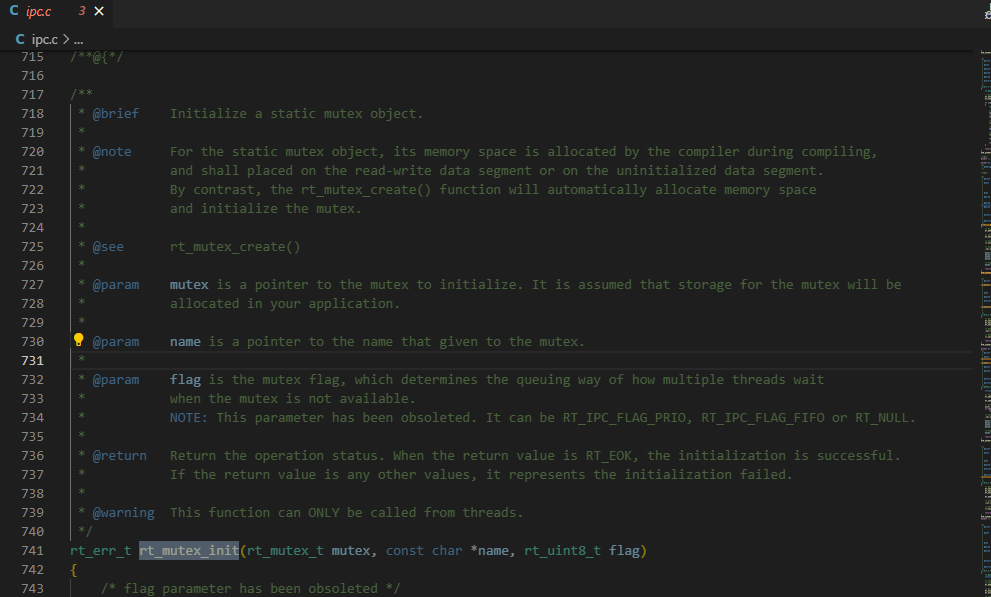 C ipc.c 3 ×
C ipc.c > ...
715 /**@{*/
716
717 /**
718 * @brief Initialize a static mutex object.
719 *
720 * @note For the static mutex object, its memory space is allocated by the compiler during compiling,
721 * and shall placed on the read-write data segment or on the uninitialized data segment.
722 * By contrast, the rt_mutex_create() function will automatically allocate memory space
723 * and initialize the mutex.
724 *
725 * @see rt_mutex_create()
726 *
727 * @param mutex is a pointer to the mutex to initialize. It is assumed that storage for the mutex will be
728 * allocated in your application.
729 *
730 * @param name is a pointer to the name that given to the mutex.
731 *
732 * @param flag is the mutex flag, which determines the queuing way of how multiple threads wait
733 * when the mutex is not available.
734 * NOTE: This parameter has been obsoleted. It can be RT_IPC_FLAG_PRIO, RT_IPC_FLAG_FIFO or RT_NULL.
735 *
736 * @return Return the operation status. When the return value is RT_EOK, the initialization is successful.
737 * If the return value is any other values, it represents the initialization failed.
738 *
739 * @warning This function can ONLY be called from threads.
740 */
741 rt_err_t rt_mutex_init(rt_mutex_t mutex, const char *name, rt_uint8_t flag)
742 {
743 /* flag parameter has been obsoleted */